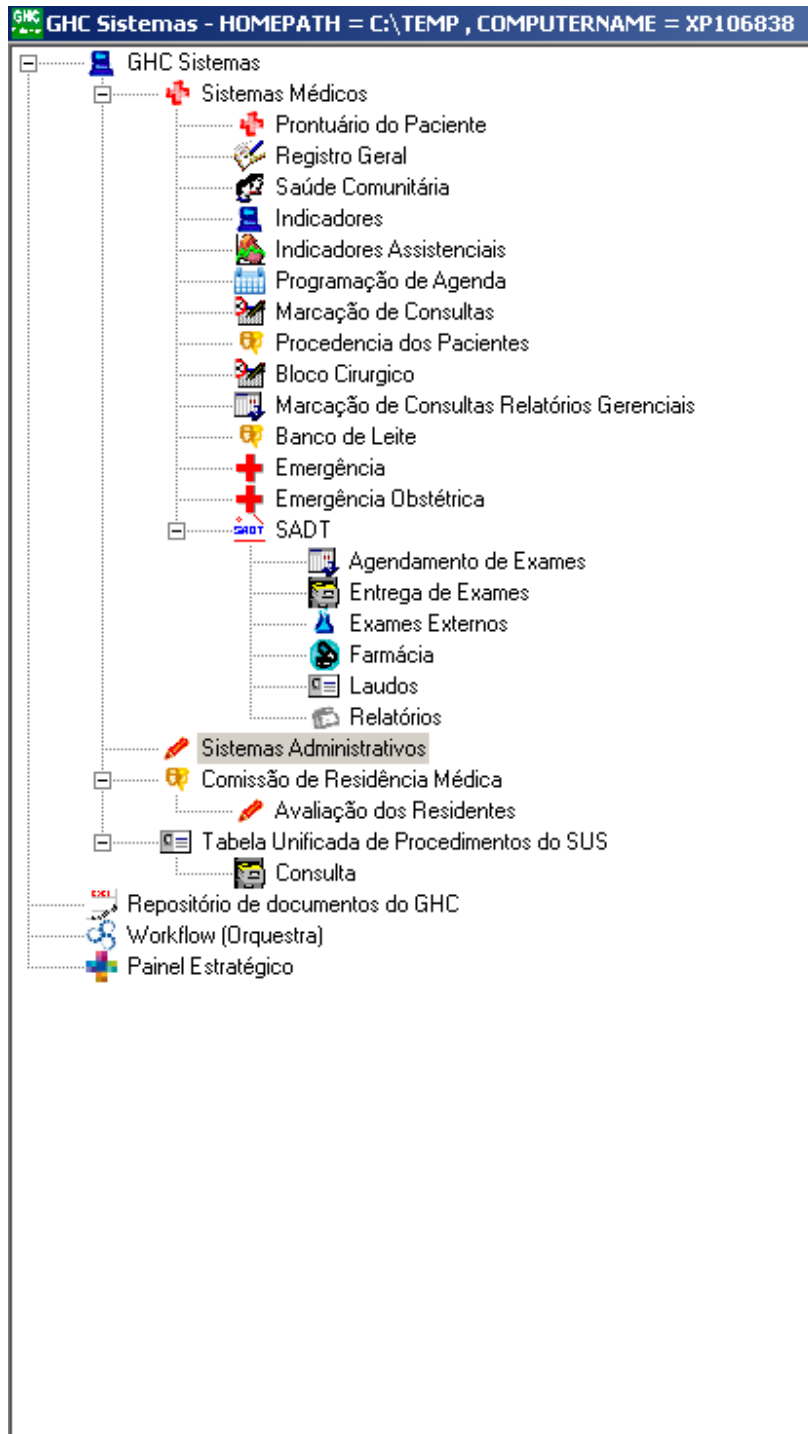 GHC Sistemas - HOMEPATH = C:\TEMP , COMPUTERNAME = XP106838
GHC Sistemas
Sistemas Médicos
Prontuário do Paciente
Registro Geral
Saúde Comunitária
Indicadores
Indicadores Assistenciais
Programação de Agenda
Marcação de Consultas
Procedencia dos Pacientes
Bloco Cirurgico
Marcação de Consultas Relatórios Gerenciais
Banco de Leite
Emergência
Emergência Obstétrica
SADT SADT
Agendamento de Exames
Entrega de Exames
Exames Externos
Farmácia
Laudos
Relatórios
Sistemas Administrativos
Comissão de Residência Médica
Avaliação dos Residentes
Tabela Unificada de Procedimentos do SUS
Consulta
Repositório de documentos do GHC
Workflow (Orquestra)
Painel Estratégico